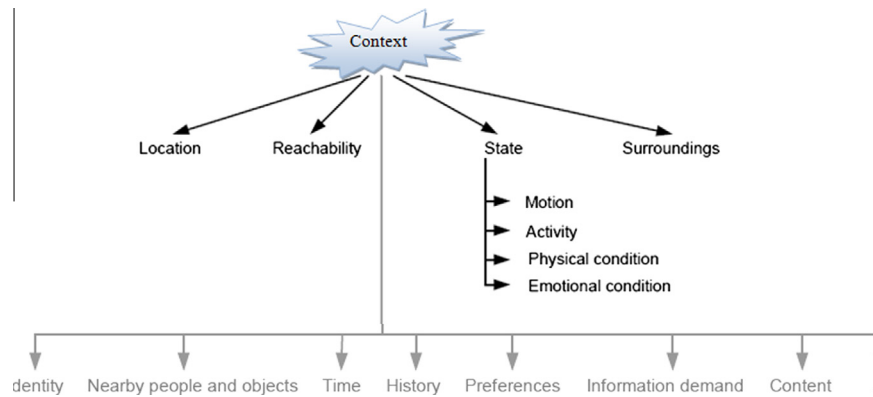 Context
Location Reachability State Surroundings
Motion
Activity
Physical condition
Emotional condition
dentity Nearby people and objects Time History Preferences Information demand Content